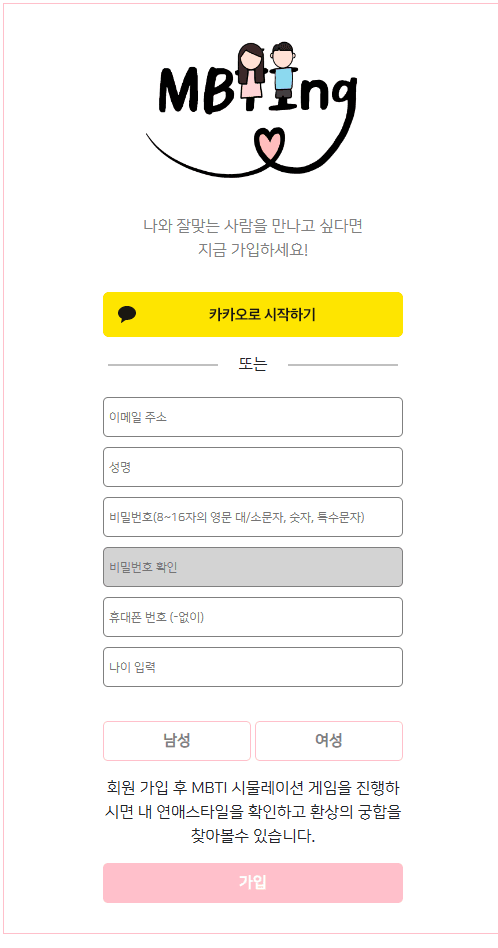 MBTIng
나와 잘맞는 사람을 만나고 싶다면
지금 가입하세요!
카카오로 시작하기
또는
이메일 주소
성명
비밀번호(8~16자의 영문 대/소문자, 숫자, 특수문자)
비밀번호 확인
휴대폰 번호 (-없이)
나이 입력
남성 여성
회원 가입 후 MBTI 시물레이션 게임을 진행하
시면 내 연애스타일을 확인하고 환상의 궁합을
찾아볼수 있습니다.
가입